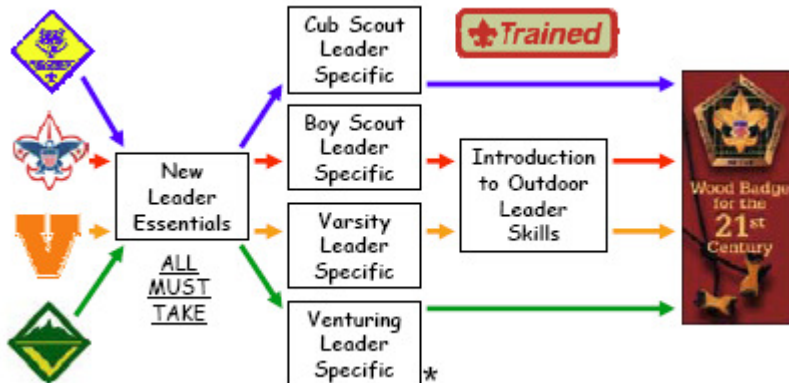 Cub Scout
Leader
Specific
Trained
Boy Scout
Leader
Specific
New
Leader
Essentials
Introduction
to Outdoor
Leader
Skills
Varsity
Leader
Specific
ALL
MUST
TAKE
Venturing
Leader
Specific *
Wood Badge
for the
21st
Century
V